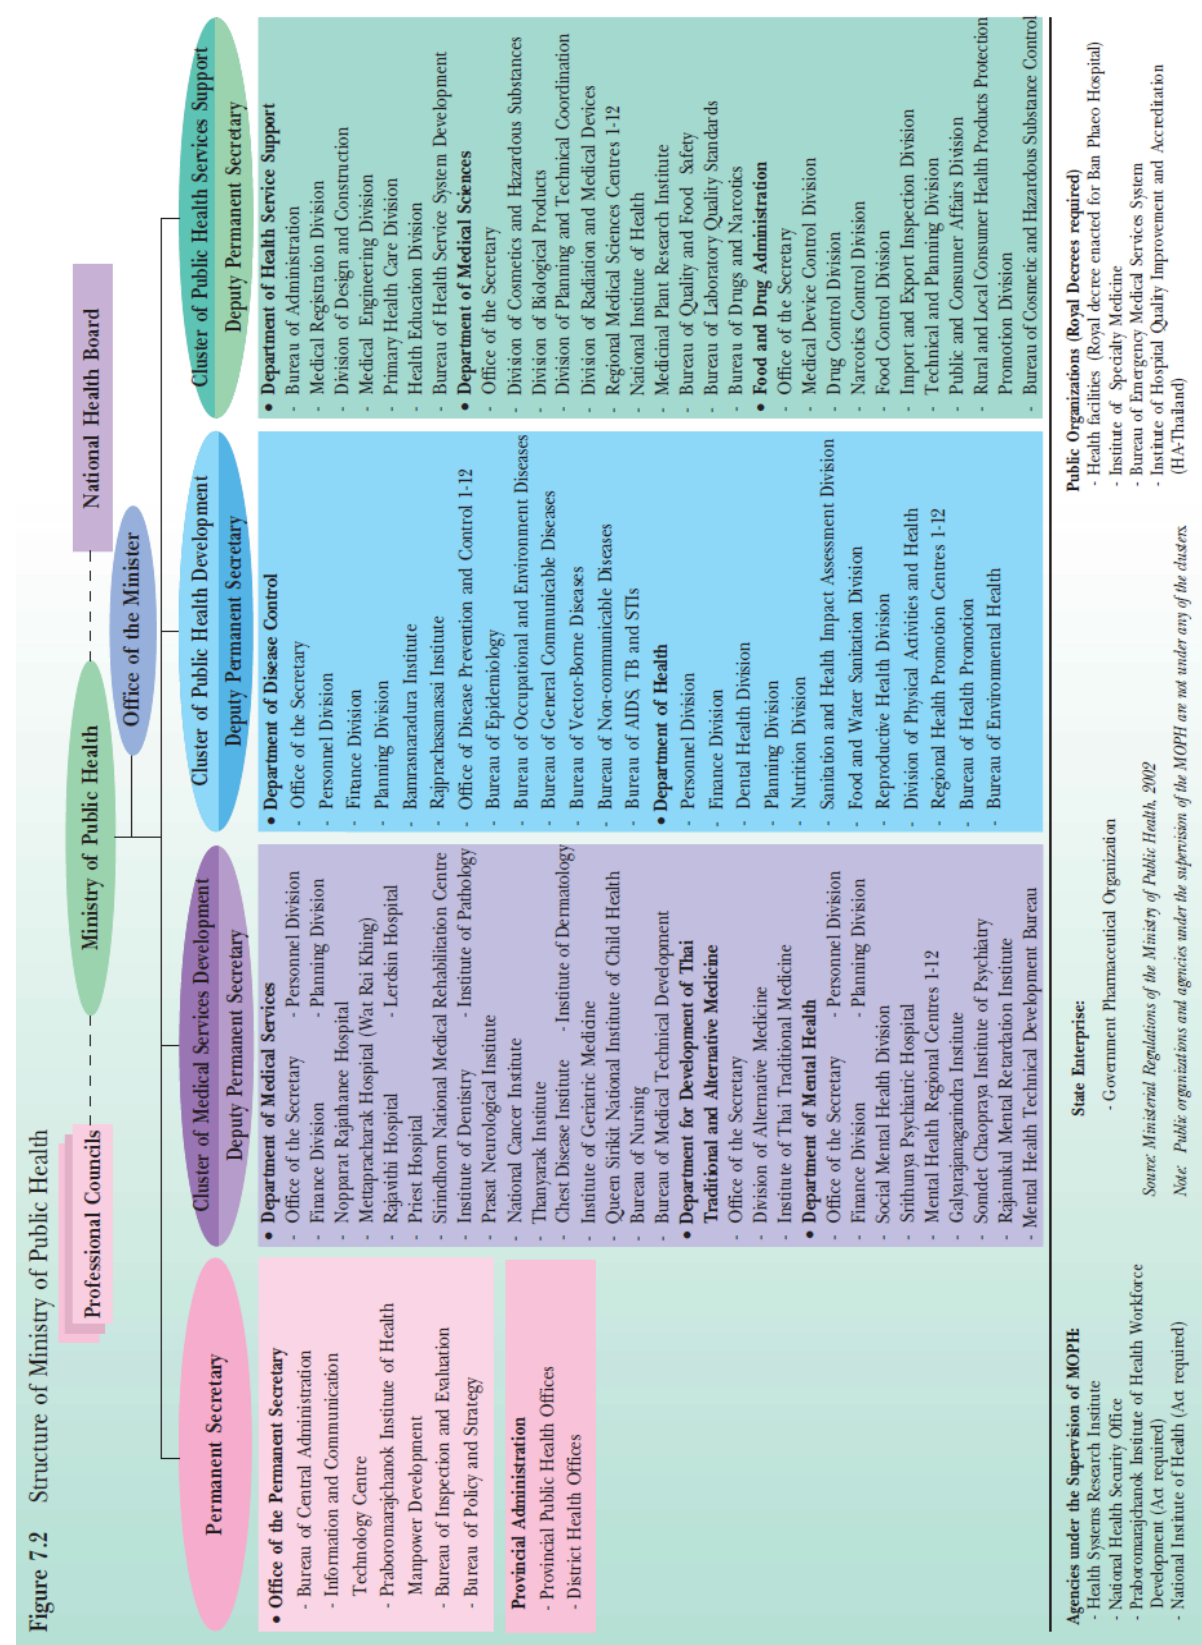 Figure 7.2 Structure of Ministry of Public Health
Professional Councils
Ministry of Public Health
National Health Board
Office of the Minister
Permanent Secretary
• Office of the Permanent Secretary
- Bureau of Central Administration
- Information and Communication
Technology Centre
- Praboromarajchanok Institute of Health
Manpower Development
- Bureau of Inspection and Evaluation
- Bureau of Policy and Strategy
Provincial Administration
- Provincial Public Health Offices
- District Health Offices
Cluster of Medical Services Development
Deputy Permanent Secretary
• Department of Medical Services
- Office of the Secretary - Personnel Division
- Finance Division - Planning Division
- Nopparat Rajathanee Hospital
- Mettapracharak Hospital (Wat Rai Khing)
- Rajavithi Hospital - Lerdsin Hospital
- Priest Hospital
- Sirindhorn National Medical Rehabilitation Centre
- Institute of Dentistry - Institute of Pathology
- Prasat Neurological Institute
- National Cancer Institute
- Thanyarak Institute
- Chest Disease Institute - Institute of Dermatology
- Institute of Geriatric Medicine
- Queen Sirikit National Institute of Child Health
- Bureau of Nursing
- Bureau of Medical Technical Development
• Department for Development of Thai
Traditional and Alternative Medicine
- Office of the Secretary
- Division of Alternative Medicine
- Institute of Thai Traditional Medicine
• Department of Mental Health
- Office of the Secretary - Personnel Division
- Finance Division - Planning Division
- Social Mental Health Division
- Srithunya Psychiatric Hospital
- Mental Health Regional Centres 1-12
- Galyarajanagarindra Institute
- Somdet Chaopraya Institute of Psychiatry
- Rajanukul Mental Retardation Institute
- Mental Health Technical Development Bureau
Cluster of Public Health Development
Deputy Permanent Secretary
• Department of Disease Control
- Office of the Secretary
- Personnel Division
- Finance Division
- Planning Division
- Bamrasnaradura Institute
- Rajprachasamasai Institute
- Office of Disease Prevention and Control 1-12
- Bureau of Epidemiology
- Bureau of Occupational and Environment Diseases
- Bureau of General Communicable Diseases
- Bureau of Vector-Borne Diseases
- Bureau of Non-communicable Diseases
- Bureau of AIDS, TB and STIs
• Department of Health
- Personnel Division
- Finance Division
- Dental Health Division
- Planning Division
- Nutrition Division
- Sanitation and Health Impact Assessment Division
- Food and Water Sanitation Division
- Reproductive Health Division
- Division of Physical Activities and Health
- Regional Health Promotion Centres 1-12
- Bureau of Health Promotion
- Bureau of Environmental Health
Cluster of Public Health Services Support
Deputy Permanent Secretary
• Department of Health Service Support
- Bureau of Administration
- Medical Registration Division
- Division of Design and Construction
- Medical Engineering Division
- Primary Health Care Division
- Health Education Division
- Bureau of Health Service System Development
• Department of Medical Sciences
- Office of the Secretary
- Division of Cosmetics and Hazardous Substances
- Division of Biological Products
- Division of Planning and Technical Coordination
- Division of Radiation and Medical Devices
- Regional Medical Sciences Centres 1-12
- National Institute of Health
- Medicinal Plant Research Institute
- Bureau of Quality and Food Safety
- Bureau of Laboratory Quality Standards
- Bureau of Drugs and Narcotics
• Food and Drug Administration
- Office of the Secretary
- Medical Device Control Division
- Drug Control Division
- Narcotics Control Division
- Food Control Division
- Import and Export Inspection Division
- Technical and Planning Division
- Public and Consumer Affairs Division
- Rural and Local Consumer Health Products Protection
Promotion Division
- Bureau of Cosmetic and Hazardous Substance Control
Agencies under the Supervision of MOPH:
- Health Systems Research Institute
- National Health Security Office
- Praboromarajchanok Institute of Health Workforce
Development (Act required)
- National Institute of Health (Act required)
State Enterprise:
- Government Pharmaceutical Organization
Public Organizations (Royal Decrees required)
- Health facilities (Royal decree enacted for Ban Phaeo Hospital)
- Institute of Specialty Medicine
- Bureau of Emergency Medical Services System
- Institute of Hospital Quality Improvement and Accreditation
(HA-Thailand)
Source: Ministerial Regulations of the Ministry of Public Health, 2002
Note: Public organizations and agencies under the supervision of the MOPH are not under any of the clusters.